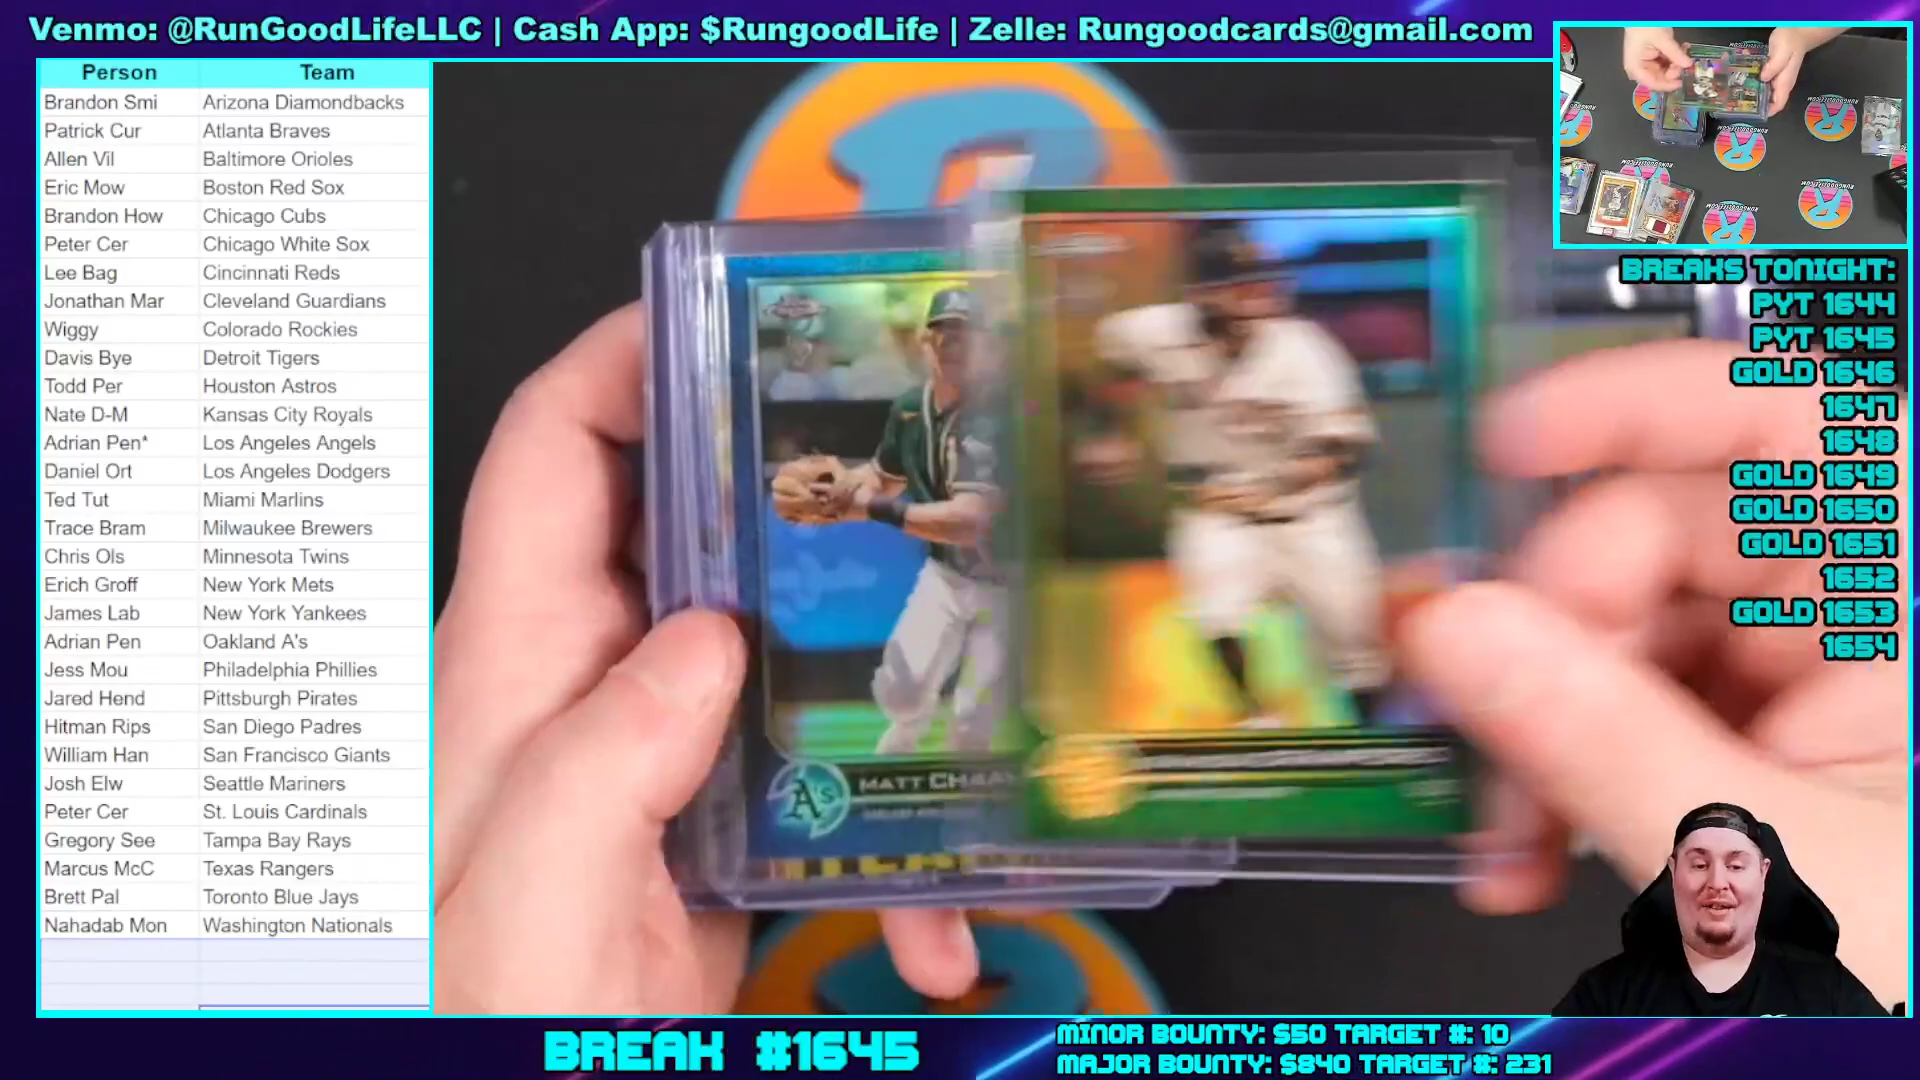 Venmo: @RunGoodLifeLLC | Cash App: $RungoodLife | Zelle: Rungoodcards@gmail.com
Person Team
Brandon Smi Arizona Diamondbacks
Patrick Cur Atlanta Braves
Allen Vil Baltimore Orioles
Eric Mow Boston Red Sox
Brandon How Chicago Cubs
Peter Cer Chicago White Sox
Lee Bag Cincinnati Reds
Jonathan Mar Cleveland Guardians
Wiggy Colorado Rockies
Davis Bye Detroit Tigers
Todd Per Houston Astros
Nate D-M Kansas City Royals
Adrian Pen* Los Angeles Angels
Daniel Ort Los Angeles Dodgers
Ted Tut Miami Marlins
Trace Bram Milwaukee Brewers
Chris Ols Minnesota Twins
Erich Groff New York Mets
James Lab New York Yankees
Adrian Pen Oakland A's
Jess Mou Philadelphia Phillies
Jared Hend Pittsburgh Pirates
Hitman Rips San Diego Padres
William Han San Francisco Giants
Josh Elw Seattle Mariners
Peter Cer St. Louis Cardinals
Gregory See Tampa Bay Rays
Marcus McC Texas Rangers
Brett Pal Toronto Blue Jays
Nahadab Mon Washington Nationals
A's
MATT
BREAKS TONIGHT:
PYT 1644
PYT 1645
GOLD 1646
1647
1648
GOLD 1649
GOLD 1650
GOLD 1651
1652
GOLD 1653
1654
BREAK #1645
MINOR BOUNTY: $50 TARGET #: 10
MAJOR BOUNTY: $840 TARGET #: 231